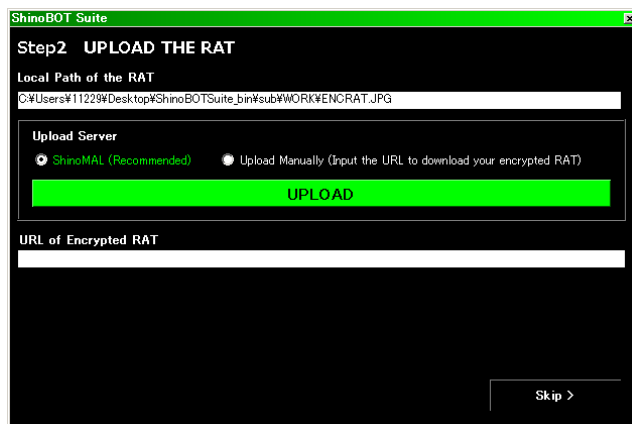 ShinoBOT Suite
Step2 UPLOAD THE RAT
Local Path of the RAT
C:¥Users¥11229¥Desktop¥ShinoBOTSuite_bin¥sub¥WORK¥ENCRAT.JPG
Upload Server
ShinoMAL (Recommended) Upload Manually (Input the URL to download your encrypted RAT)
UPLOAD
URL of Encrypted RAT
Skip >